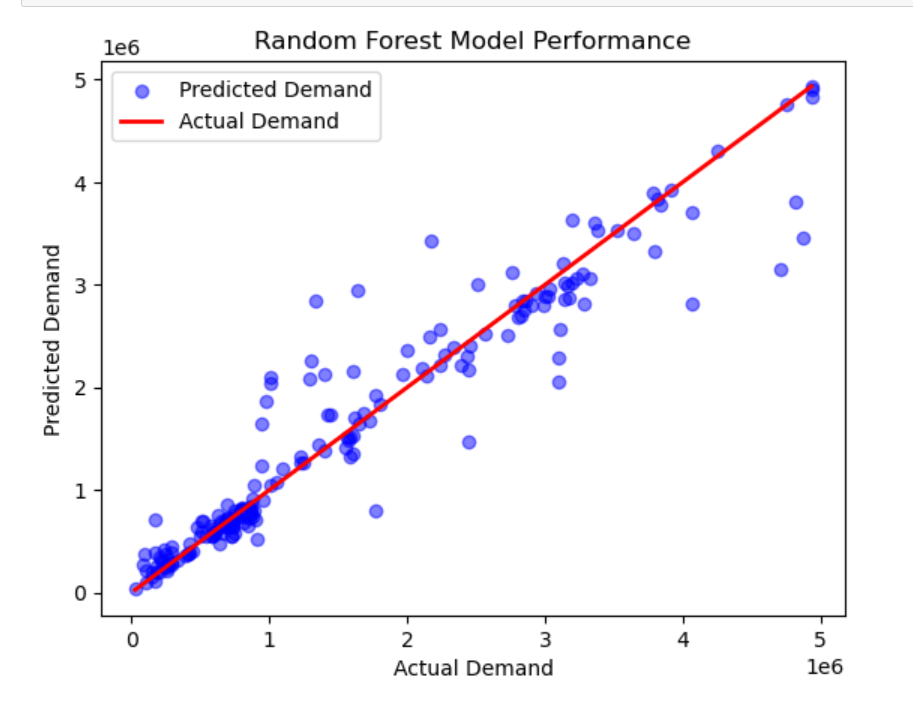 Random Forest Model Performance
1e6
Predicted Demand
Actual Demand
5
4
3
2
1
0
Predicted Demand
0 1 2 3 4 5
Actual Demand
1e6